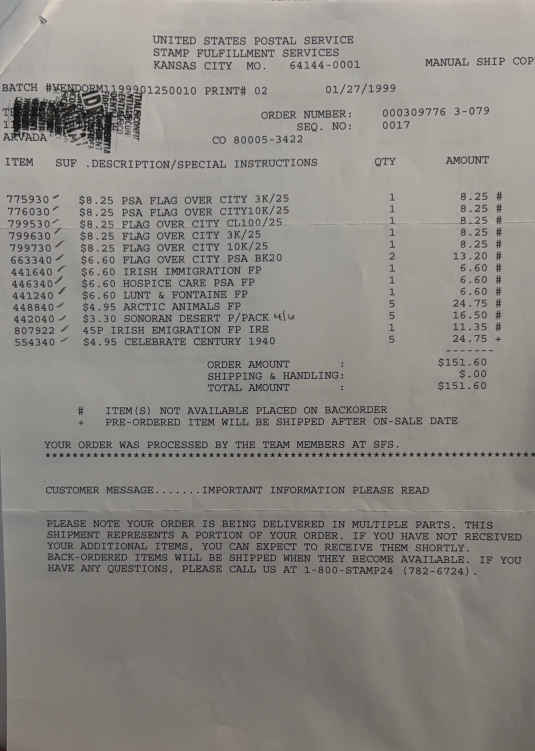 UNITED STATES POSTAL SERVICE
STAMP FULFILLMENT SERVICES
KANSAS CITY MO. 64144-0001 MANUAL SHIP COP
BATCH #VENDORM1199901250010 PRINT# 02 01/27/1999
ORDER NUMBER: 000309776 3-079
SEQ. NO: 0017
ARVADA CO 80005-3422
ITEM SUF .DESCRIPTION/SPECIAL INSTRUCTIONS QTY AMOUNT
775930 $8.25 PSA FLAG OVER CITY 3K/25 1 8.25 #
776030 $8.25 PSA FLAG OVER CITY10K/25 1 8.25 #
799530 $8.25 FLAG OVER CITY CL100/25 1 8.25 #
799630 $8.25 FLAG OVER CITY 3K/25 1 8.25 #
799730 $8.25 FLAG OVER CITY 10K/25 1 8.25 #
663340 $6.60 FLAG OVER CITY PSA BK20 2 13.20 #
441640 $6.60 IRISH IMMIGRATION FP 1 6.60 #
446340 $6.60 HOSPICE CARE PSA FP 1 6.60 #
441240 $6.60 LUNT & FONTAINE FP 1 6.60 #
448840 $4.95 ARCTIC ANIMALS FP 5 24.75 #
442040 $3.30 SONORAN DESERT P/PACK 4/6 5 16.50 #
807922 45P IRISH EMIGRATION FP IRE 1 11.35 #
554340 $4.95 CELEBRATE CENTURY 1940 5 24.75 +
-------
ORDER AMOUNT : $151.60
SHIPPING & HANDLING: $.00
TOTAL AMOUNT : $151.60
# ITEM(S) NOT AVAILABLE PLACED ON BACKORDER
+ PRE-ORDERED ITEM WILL BE SHIPPED AFTER ON-SALE DATE
YOUR ORDER WAS PROCESSED BY THE TEAM MEMBERS AT SFS.
******************************************************************************
CUSTOMER MESSAGE.......IMPORTANT INFORMATION PLEASE READ
PLEASE NOTE YOUR ORDER IS BEING DELIVERED IN MULTIPLE PARTS. THIS
SHIPMENT REPRESENTS A PORTION OF YOUR ORDER. IF YOU HAVE NOT RECEIVED
YOUR ADDITIONAL ITEMS, YOU CAN EXPECT TO RECEIVE THEM SHORTLY.
BACK-ORDERED ITEMS WILL BE SHIPPED WHEN THEY BECOME AVAILABLE. IF YOU
HAVE ANY QUESTIONS, PLEASE CALL US AT 1-800-STAMP24 (782-6724).